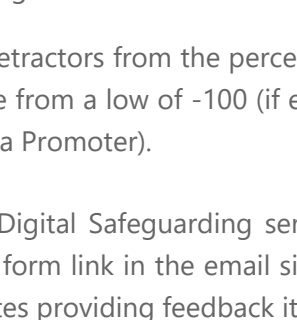 etractors from the perce
e from a low of -100 (if e
a Promoter).
Digital Safeguarding ser
form link in the email si
tes providing feedback it